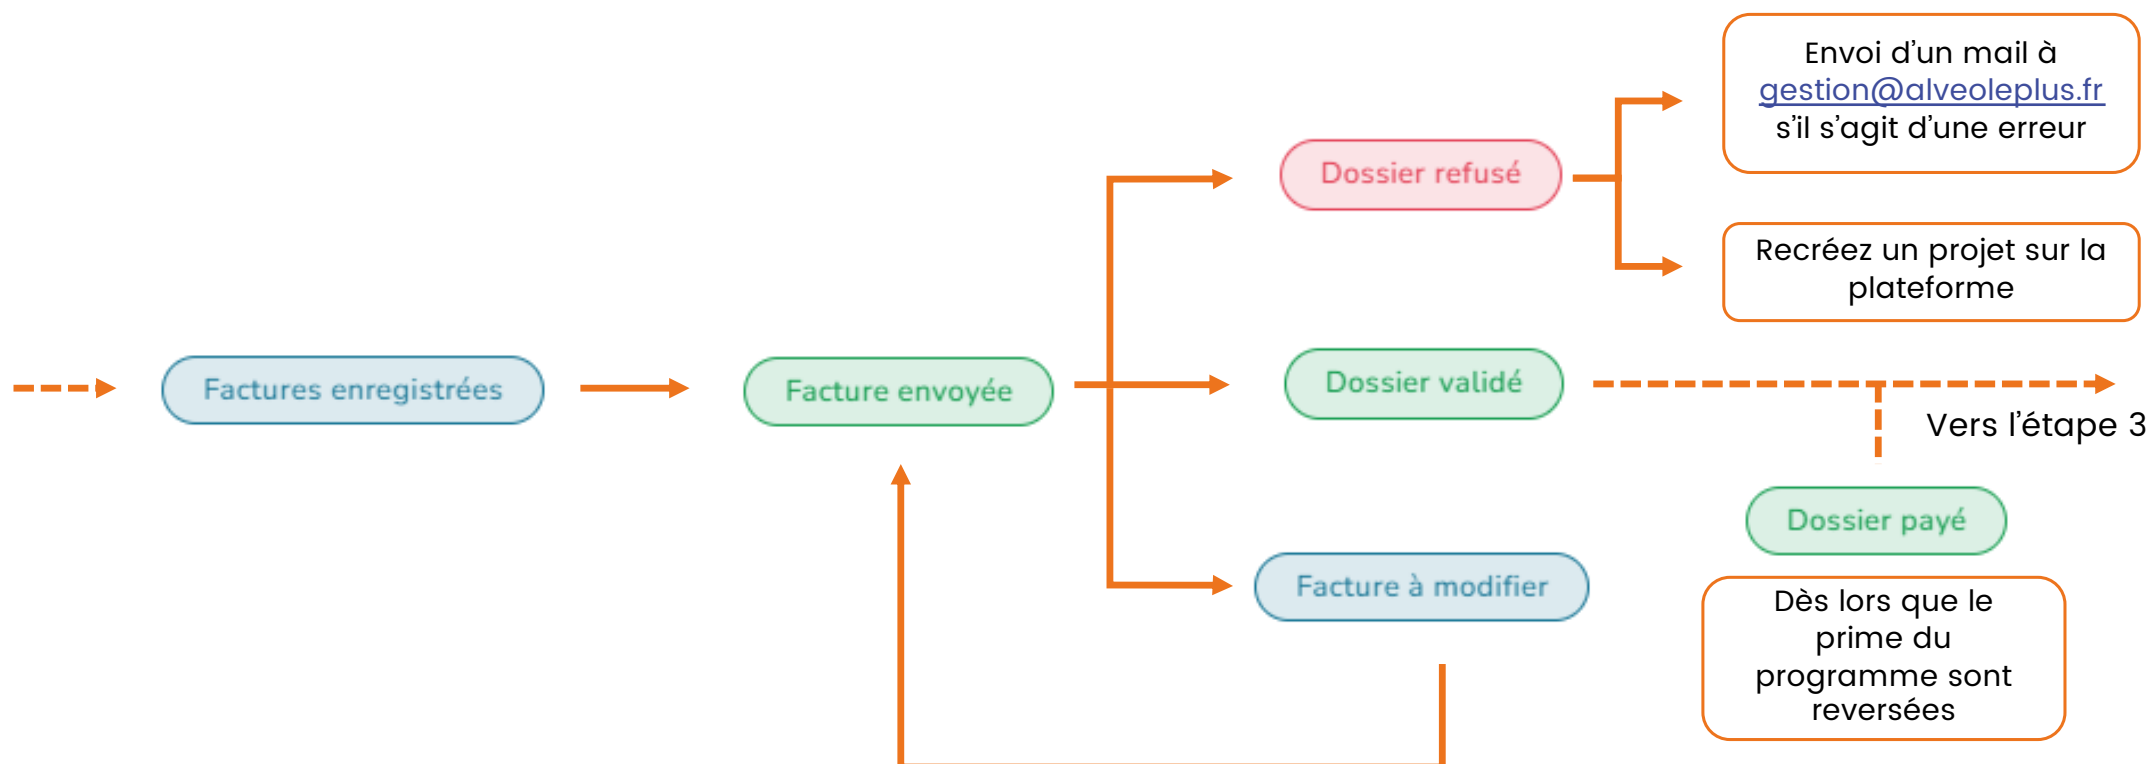 Envoi d’un mail à
gestion@alveoleplus.fr
s’il s’agit d’une erreur
Dossier refusé
Recréez un projet sur la
plateforme
Factures enregistrées
Facture envoyée
Dossier validé
Vers l’étape 3
Dossier payé
Facture à modifier
Dès lors que le
prime du
programme sont
reversées